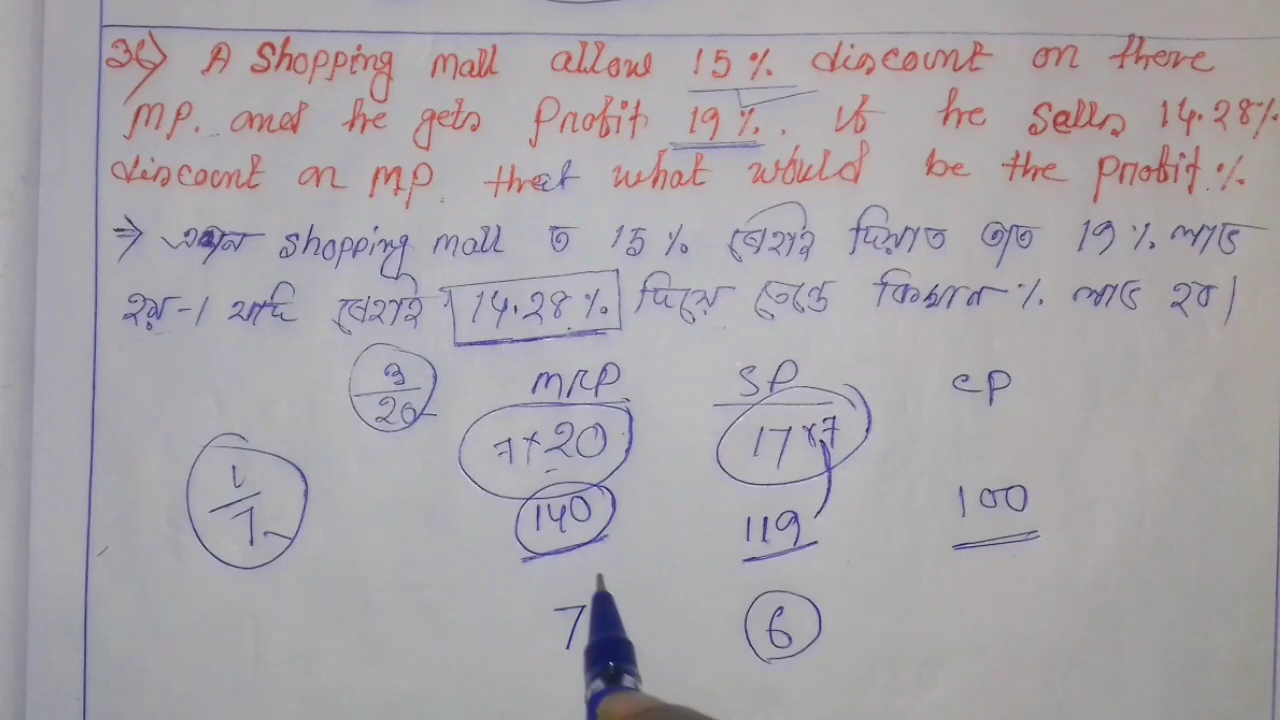 36) A Shopping mall allow 15% discount on there
MP. and he gets Profit 19%. if he sells 14.28%
discount on MP that what would be the profit %
⇒ shopping mall ত 15% ৰেহাই দিয়াত তাত 19% লাভ
হয়-। যদি ৰেহাই 14.28% দিয়ে তেন্তে কিমান % লাভ হব।
3/20 MRP SP CP
7×20 17×7
1/7 140 119 100
7 6